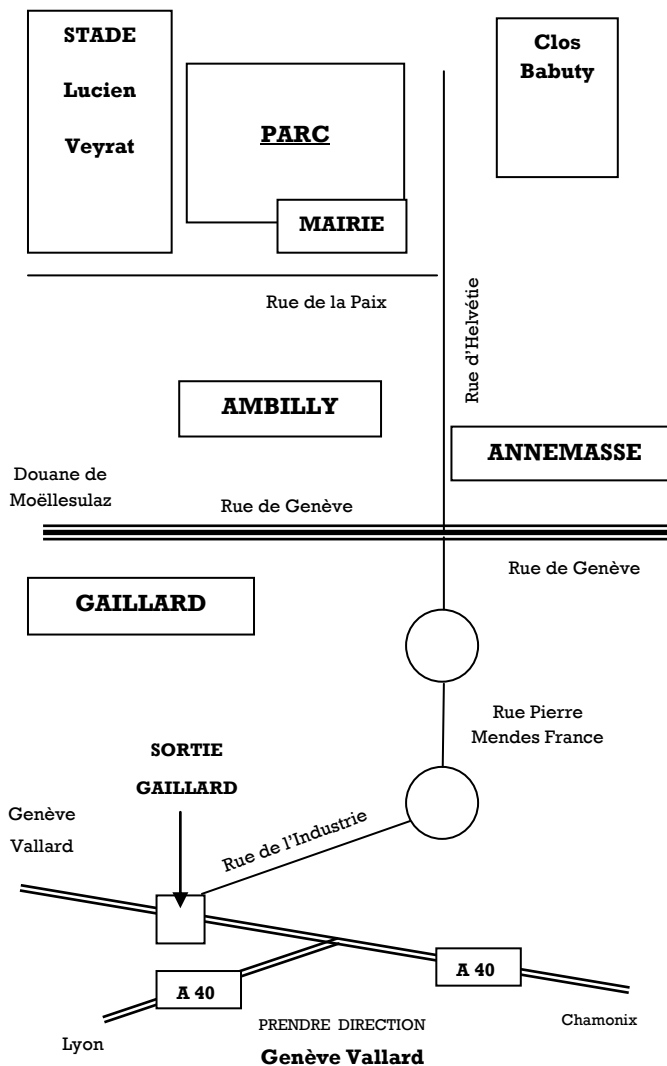 STADE
Lucien
Veyrat
PARC
MAIRIE
Clos
Babuty
Rue de la Paix
Rue d'Helvétie
AMBILLY
ANNEMASSE
Douane de
Moëllesulaz
Rue de Genève
Rue de Genève
GAILLARD
Rue Pierre
Mendes France
SORTIE
GAILLARD
Genève
Vallard
Rue de l'Industrie
A 40
A 40
Lyon
PRENDRE DIRECTION
Genève Vallard
Chamonix